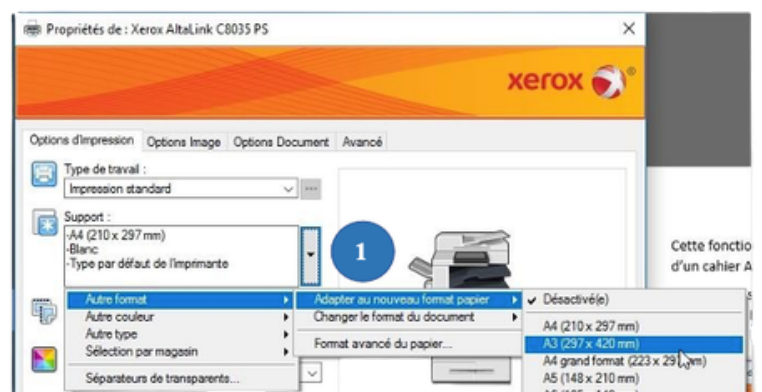 Propriétés de : Xerox AltaLink C8035 PS
xerox
Options d'impression Options Image Options Document Avancé
Type de travail :
Impression standard
Support :
-A4 (210 x 297 mm)
-Blanc
-Type par défaut de l'imprimante
1
Cette fonctio
d'un cahier A
Autre format
Autre couleur
Autre type
Sélection par magasin
Séparateurs de transparents...
Adapter au nouveau format papier
Changer le format du document
Format avancé du papier...
Désactivé(e)
A4 (210 x 297 mm)
A3 (297 x 420 mm)
A4 grand format (223 x 297 mm)
A5 (148 x 210 mm)